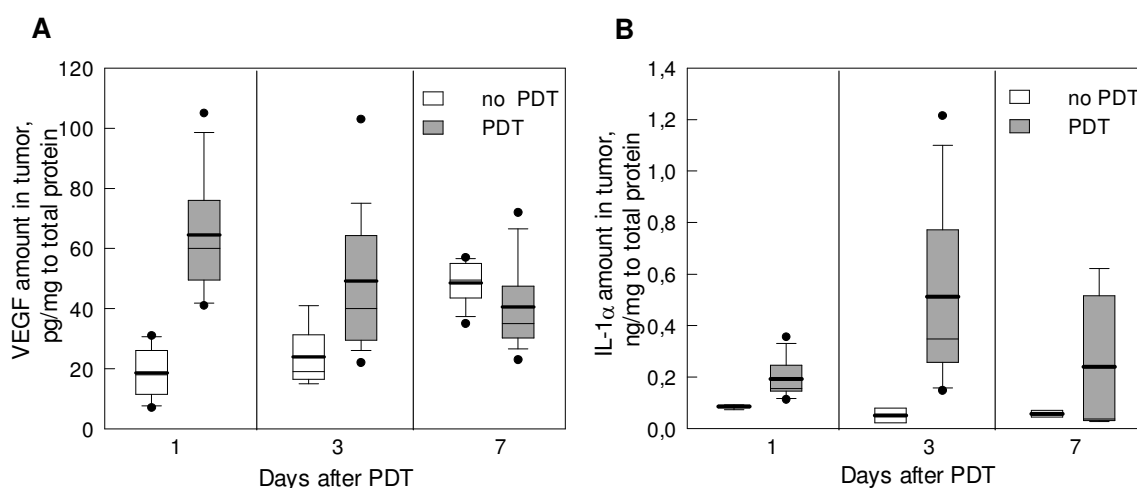 A
VEGF amount in tumor,
pg/mg to total protein
120
100
80
60
40
20
0
no PDT
PDT
1
3
7
Days after PDT
B
IL-1α amount in tumor,
ng/mg to total protein
1,4
1,2
1,0
0,8
0,6
0,4
0,2
0,0
no PDT
PDT
1
3
7
Days after PDT